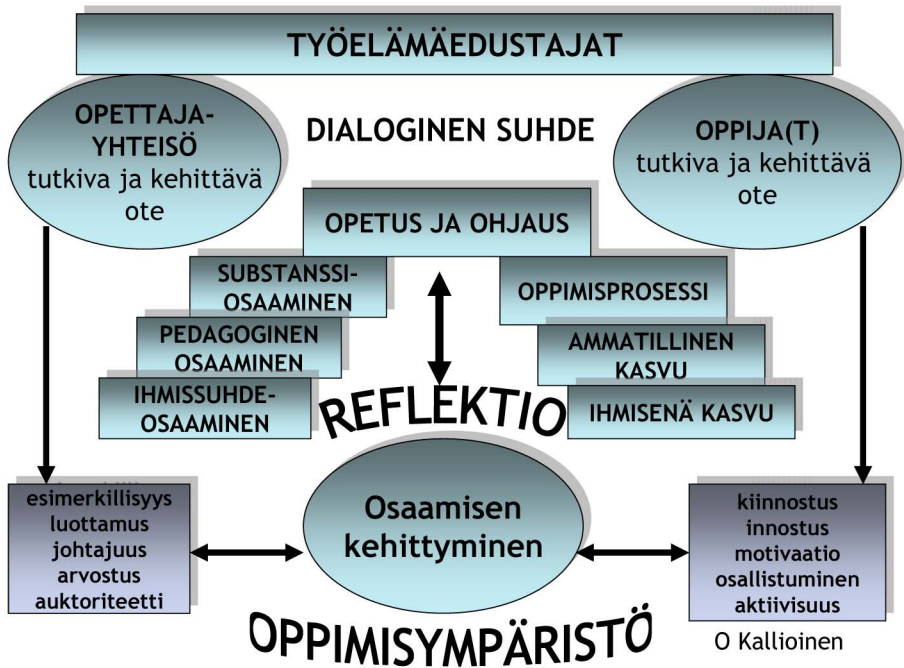 TYÖELÄMÄEDUSTAJAT
OPETTAJA-
YHTEISÖ
tutkiva ja kehittävä
ote
DIALOGINEN SUHDE
OPPIJA(T)
tutkiva ja kehittävä
ote
OPETUS JA OHJAUS
SUBSTANSSI-
OSAAMINEN
PEDAGOGINEN
OSAAMINEN
IHMISSUHDE-
OSAAMINEN
OPPIMISPROSESSI
AMMATILLINEN
KASVU
IHMISENÄ KASVU
REFLEKTIO
esimerkillisyys
luottamus
johtajuus
arvostus
auktoriteetti
Osaamisen
kehittyminen
kiinnostus
innostus
motivaatio
osallistuminen
aktiivisuus
OPPIMISYMPÄRISTÖ
O Kallioinen